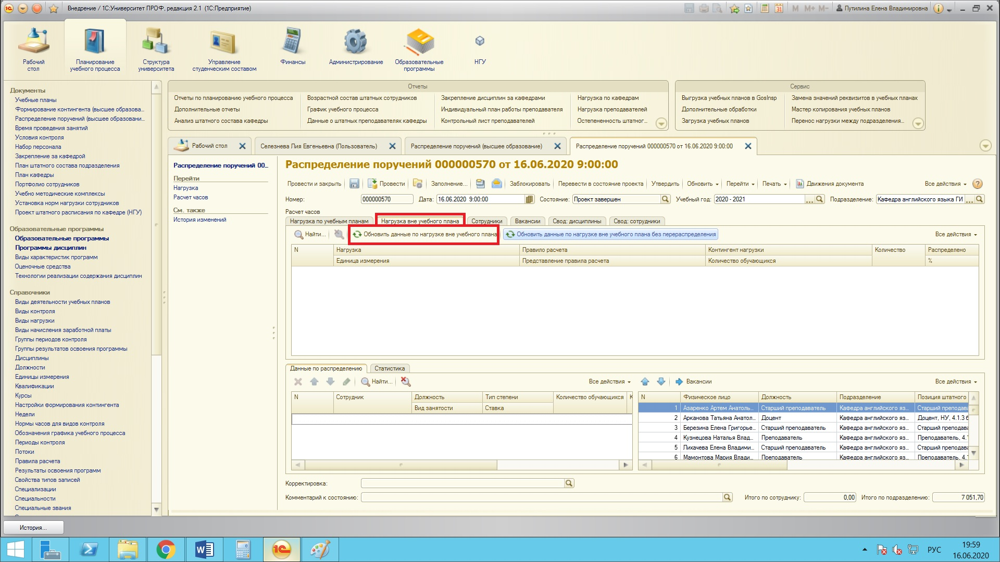 Внедрение / 1С:Университет ПРОФ, редакция 2.1 (1С:Предприятие)
M M+ M-
Путилина Елена Владимировна
Рабочий стол
Планирование учебного процесса
Структура университета
Управление студенческим составом
Финансы
Администрирование
Образовательные программы
НГУ
Документы
Учебные планы
Формирование контингента (высшее образова...
Распределение поручений (высшее образовани...
Время проведения занятий
Условия контроля
Набор персонала
Закрепление за кафедрой
План штатного состава подразделения
План кафедры
Портфолио сотрудников
Учебно методические комплексы
Установка норм нагрузки сотрудников
Проект штатного расписания по кафедре (НГУ)
Образовательные программы
Образовательные программы
Программы дисциплин
Виды характеристик программ
Оценочные средства
Технологии реализации содержания дисциплин
Справочники
Виды деятельности учебных планов
Виды контроля
Виды нагрузки
Виды начисления заработной платы
Группы периодов контроля
Группы результатов освоения программы
Дисциплины
Должности
Единицы измерения
Квалификации
Курсы
Настройки формирования контингента
Недели
Нормы часов для видов контроля
Обозначения графика учебного процесса
Периоды контроля
Потоки
Правила расчета
Результаты освоения программ
Свойства типов записей
Специализации
Специальности
Специальные звания
История...
Отчеты
Отчеты по планированию учебного процесса
Дополнительные отчеты
Анализ штатного состава кафедры
Возрастной состав штатных сотрудников
График учебного процесса
Данные о штатных преподавателях кафедры
Закрепление дисциплин за кафедрами
Индивидуальный план работы преподавателя
Контрольный лист преподавателей
Нагрузка по кафедрам
Нагрузка преподавателей
Остепененность штатног...
Сервис
Выгрузка учебных планов в GosInsp
Дополнительные обработки
Загрузка учебных планов
Замена значений реквизитов в учебных планах
Мастер копирования учебных планов
Перенос нагрузки между подразделения...
Рабочий стол
Селезнева Лия Евгеньевна (Пользователь)
Распределение поручений (высшее образование)
Распределение поручений 000000570 от 16.06.2020 9:00:00
Распределение поручений 00...
Перейти
Нагрузка
Расчет часов
См. также
История изменений
Распределение поручений 000000570 от 16.06.2020 9:00:00
Провести и закрыть Провести Заполнение... Заблокировать Перевести в состояние проекта Утвердить Обновить Перейти Печать Движения документа Все действия
Номер: 000000570 Дата: 16.06.2020 9:00:00 Состояние: Проект завершен Учебный год: 2020 - 2021 ... Подразделение: Кафедра английского языка ГИ ...
Расчет часов
Нагрузка по учебным планам Нагрузка вне учебного плана Сотрудники Вакансии Свод: дисциплины Свод: сотрудники
Найти... Обновить данные по нагрузке вне учебного плана Обновить данные по нагрузке вне учебного плана без перераспределения Все действия
N Нагрузка Правило расчета Контингент нагрузки Количество Распределено
Единица измерения Представление правила расчета Количество обучающихся %
Данные по распределению Статистика
Найти... Все действия
N Сотрудник Должность Тип степени Количество обучающихся К
Вид занятости Ставка
Вакансии Все действия
N Физическое лицо Должность Подразделение Позиция штатного
1 Азаренко Артем Анатоль... Старший преподаватель Кафедра английского яз... Старший преподава
2 Арканова Татьяна Анатол... Доцент Кафедра английского яз... Доцент, НУ, 4.1.3 б
3 Березина Елена Григорье... Старший преподаватель Кафедра английского яз... Старший преподава
4 Кузнецова Наталья Влад... Преподаватель Кафедра английского яз... Преподаватель, 4.1
5 Лихачева Елена Владими... Старший преподаватель Кафедра английского яз... Старший преподава
6 Мамонтова Мария Влади... Преподаватель Кафедра английского яз... Преподаватель, 4.1
Корректировка:
Комментарий к состоянию: Итого по сотруднику: 0,00 Итого по подразделению: 7 051,70
РУС
19:59
16.06.2020